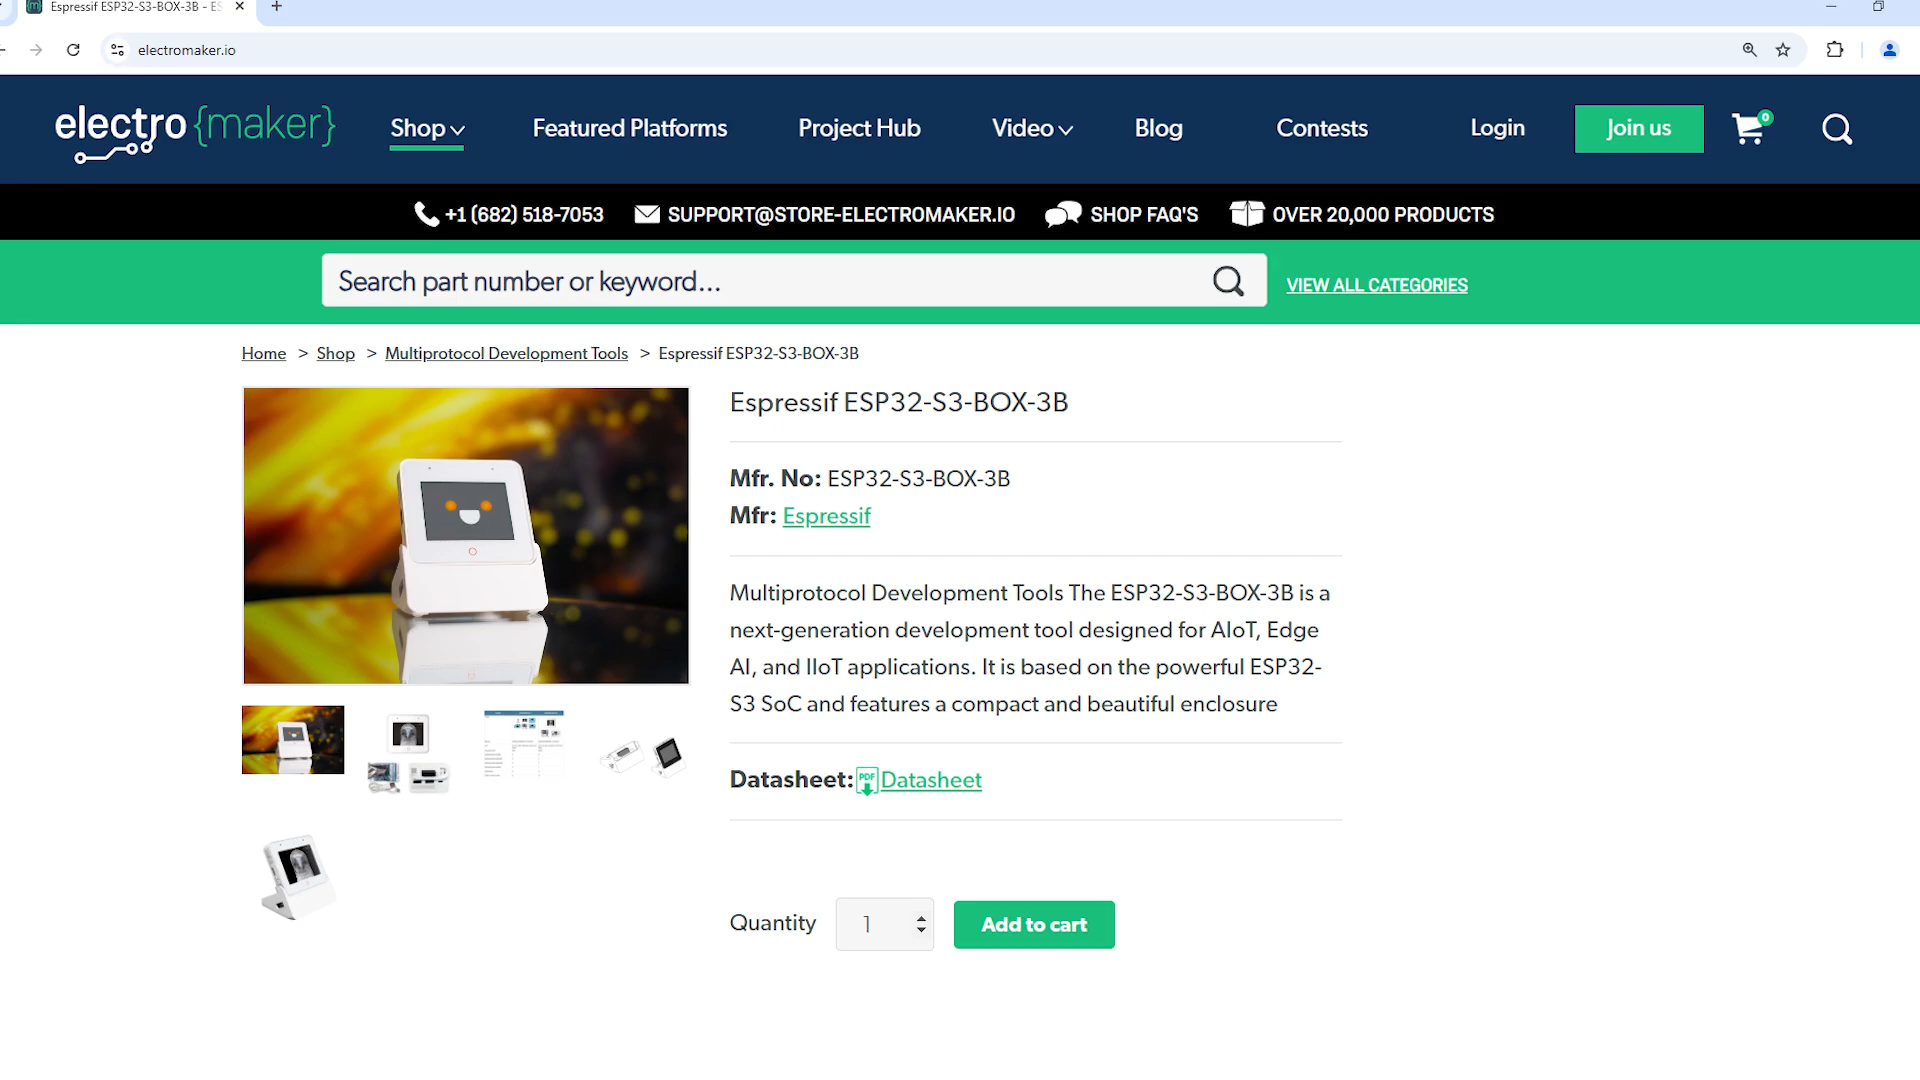 Espressif ESP32-S3-BOX-3B - ES
electromaker.io
electro {maker}
Shop
Featured Platforms
Project Hub
Video
Blog
Contests
Login
Join us
0
+1 (682) 518-7053
SUPPORT@STORE-ELECTROMAKER.IO
SHOP FAQ'S
OVER 20,000 PRODUCTS
Search part number or keyword...
VIEW ALL CATEGORIES
Home > Shop > Multiprotocol Development Tools > Espressif ESP32-S3-BOX-3B
Espressif ESP32-S3-BOX-3B
Mfr. No: ESP32-S3-BOX-3B
Mfr: Espressif
Multiprotocol Development Tools The ESP32-S3-BOX-3B is a
next-generation development tool designed for AIoT, Edge
AI, and IIoT applications. It is based on the powerful ESP32-
S3 SoC and features a compact and beautiful enclosure
Datasheet: PDF Datasheet
Quantity 1 Add to cart